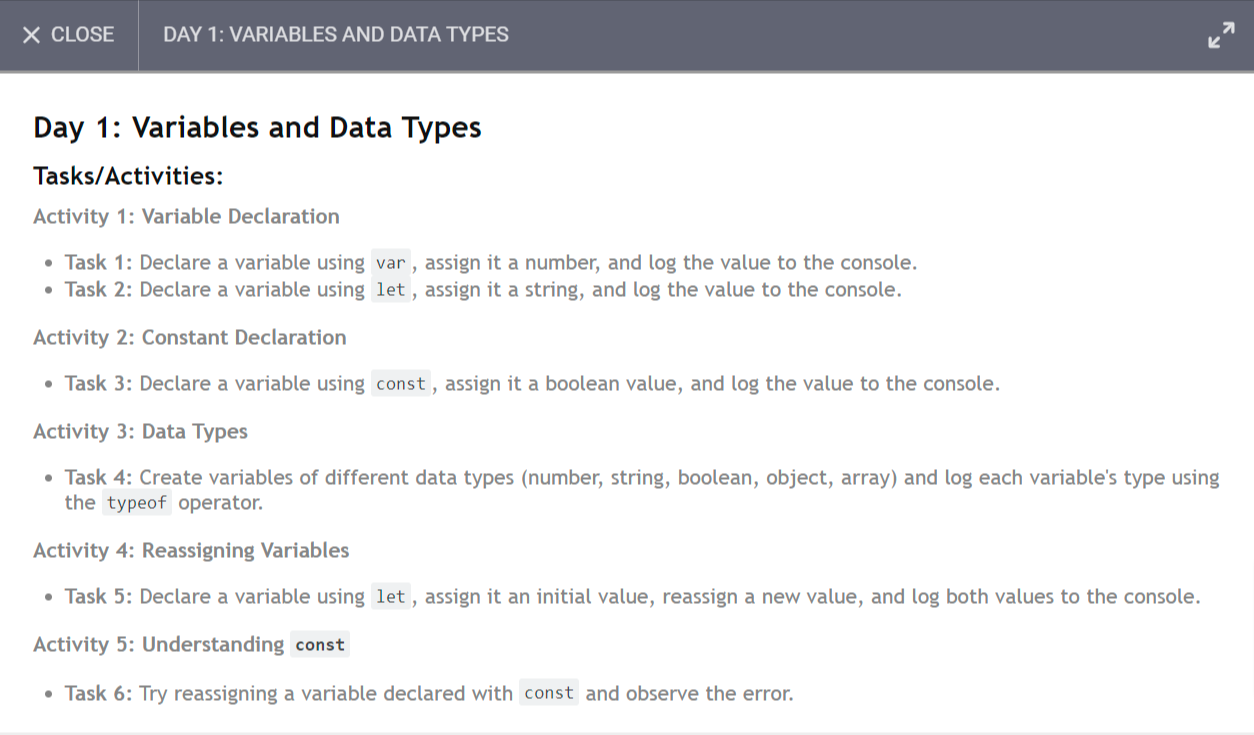 CLOSE
DAY 1: VARIABLES AND DATA TYPES
Day 1: Variables and Data Types
Tasks/Activities:
Activity 1: Variable Declaration
• Task 1: Declare a variable using var, assign it a number, and log the value to the console.
• Task 2: Declare a variable using let, assign it a string, and log the value to the console.
Activity 2: Constant Declaration
• Task 3: Declare a variable using const, assign it a boolean value, and log the value to the console.
Activity 3: Data Types
• Task 4: Create variables of different data types (number, string, boolean, object, array) and log each variable's type using
the typeof operator.
Activity 4: Reassigning Variables
• Task 5: Declare a variable using let, assign it an initial value, reassign a new value, and log both values to the console.
Activity 5: Understanding const
• Task 6: Try reassigning a variable declared with const and observe the error.